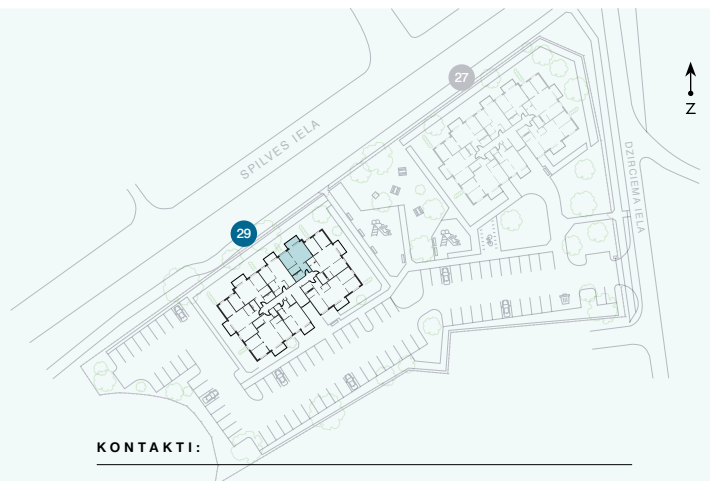 27
Z
SPILVES IELA
DZIRCIEMA IELA
29
KONTAKTI: